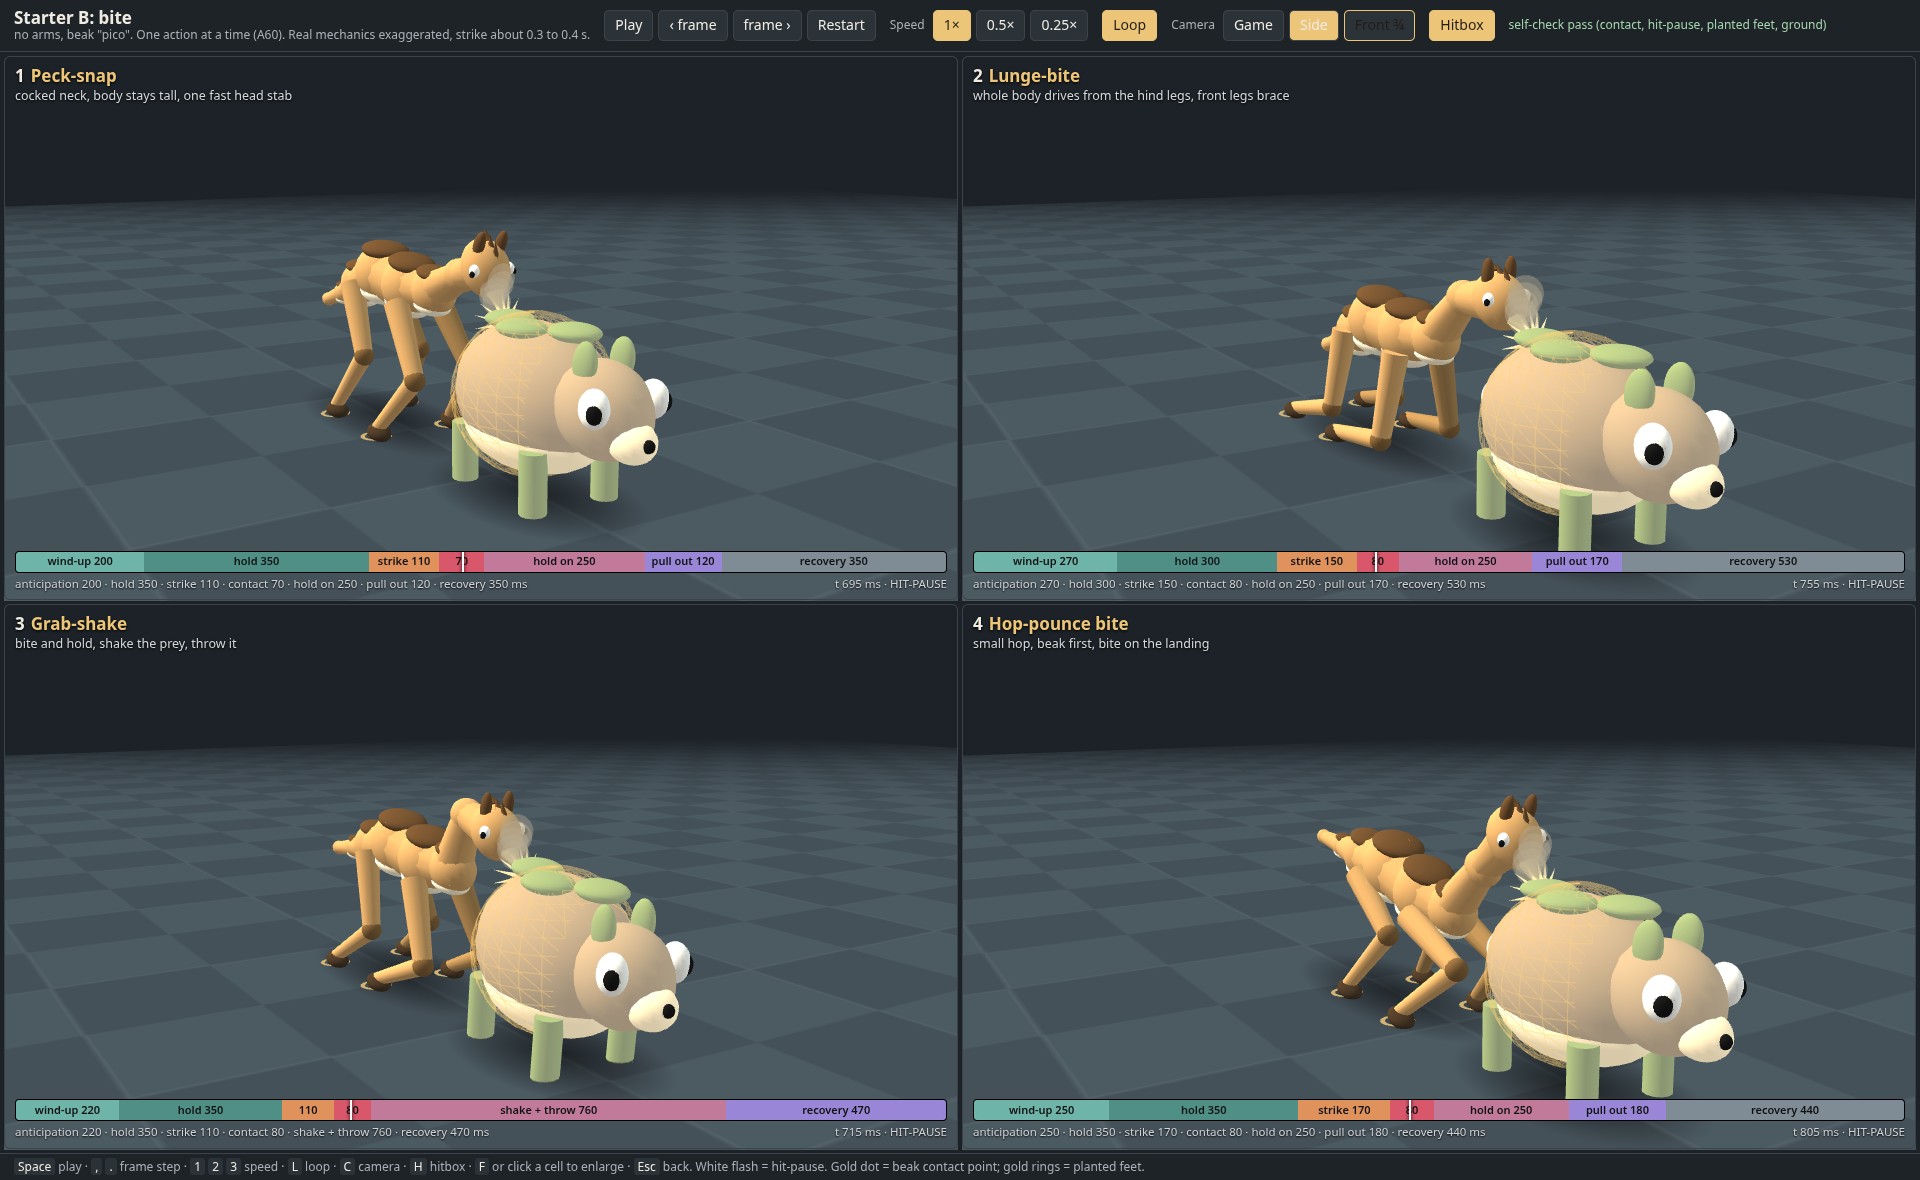 Starter B: bite
no arms, beak "pico". One action at a time (A60). Real mechanics exaggerated, strike about 0.3 to 0.4 s.
Play ‹ frame frame › Restart Speed 1× 0.5× 0.25× Loop Camera Game Side Front ¾ Hitbox self-check pass (contact, hit-pause, planted feet, ground)
1 Peck-snap
cocked neck, body stays tall, one fast head stab
wind-up 200 hold 350 strike 110 70 hold on 250 pull out 120 recovery 350
anticipation 200 · hold 350 · strike 110 · contact 70 · hold on 250 · pull out 120 · recovery 350 ms t 695 ms · HIT-PAUSE
2 Lunge-bite
whole body drives from the hind legs, front legs brace
wind-up 270 hold 300 strike 150 80 hold on 250 pull out 170 recovery 530
anticipation 270 · hold 300 · strike 150 · contact 80 · hold on 250 · pull out 170 · recovery 530 ms t 755 ms · HIT-PAUSE
3 Grab-shake
bite and hold, shake the prey, throw it
wind-up 220 hold 350 110 80 shake + throw 760 recovery 470
anticipation 220 · hold 350 · strike 110 · contact 80 · shake + throw 760 · recovery 470 ms t 715 ms · HIT-PAUSE
4 Hop-pounce bite
small hop, beak first, bite on the landing
wind-up 250 hold 350 strike 170 80 hold on 250 pull out 180 recovery 440
anticipation 250 · hold 350 · strike 170 · contact 80 · hold on 250 · pull out 180 · recovery 440 ms t 805 ms · HIT-PAUSE
Space play · , . frame step · 1 2 3 speed · L loop · C camera · H hitbox · F or click a cell to enlarge · Esc back. White flash = hit-pause. Gold dot = beak contact point; gold rings = planted feet.